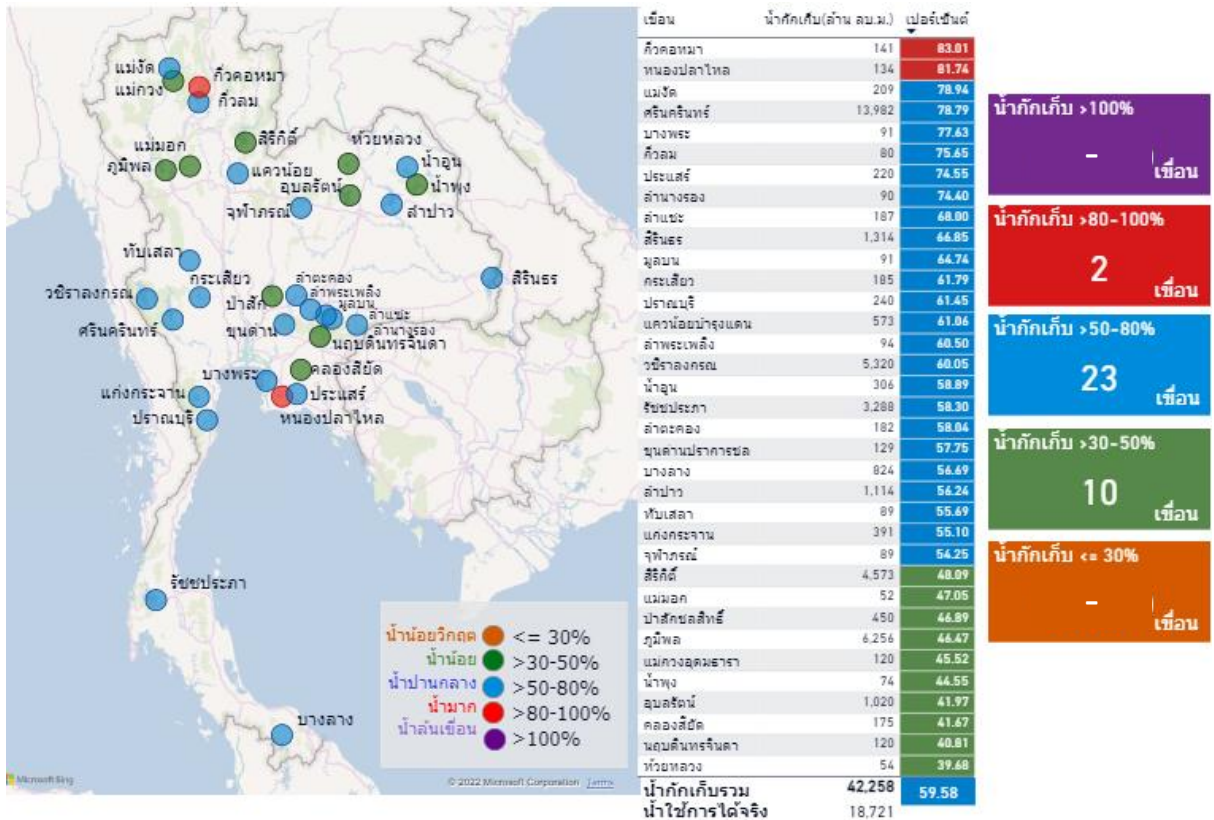 แม่งัด
แม่กวง
กิ่วคอหมา
กิ่วลม
สิริกิติ์
ห้วยหลวง
แม่มอก
ภูมิพล
แควน้อย
น้ำอูน
อุบลรัตน์
น้ำพุง
จุฬาภรณ์
ลำปาว
ทับเสลา
กระเสียว
ลำตะคอง
สิรินธร
วชิราลงกรณ
ป่าสัก
ลำพระเพลิง
มูลบน
ลำแซะ
ศรีนครินทร์
ขุนด่าน
ลำนางรอง
นฤบดินทรจินดา
คลองสียัด
บางพระ
แก่งกระจาน
ประแสร์
ปราณบุรี
หนองปลาไหล
รัชชประภา
บางลาง
น้ำน้อยวิกฤต <= 30%
น้ำน้อย >30-50%
น้ำปานกลาง >50-80%
น้ำมาก >80-100%
น้ำล้นเขื่อน >100%
Microsoft Bing
© 2022 Microsoft Corporation Terms
เขื่อน น้ำกักเก็บ(ล้าน ลบ.ม.) เปอร์เซ็นต์
กิ่วคอหมา 141 83.01
หนองปลาไหล 134 81.74
แม่งัด 209 78.94
ศรีนครินทร์ 13,982 78.79
บางพระ 91 77.63
กิ่วลม 80 75.65
ประแสร์ 220 74.55
ลำนางรอง 90 74.40
ลำแชะ 187 68.00
สิรินธร 1,314 66.85
มูลบน 91 64.74
กระเสียว 185 61.79
ปราณบุรี 240 61.45
แควน้อยบำรุงแดน 573 61.06
ลำพระเพลิง 94 60.50
วชิราลงกรณ 5,320 60.05
น้ำอูน 306 58.89
รัชชประภา 3,288 58.30
ลำตะคอง 182 58.04
ขุนด่านปราการชล 129 57.75
บางลาง 824 56.69
ลำปาว 1,114 56.24
ทับเสลา 89 55.69
แก่งกระจาน 391 55.10
จุฬาภรณ์ 89 54.25
สิริกิติ์ 4,573 48.09
แม่มอก 52 47.05
ป่าสักชลสิทธิ์ 450 46.89
ภูมิพล 6,256 46.47
แม่กวงอุดมธารา 120 45.52
น้ำพุง 74 44.55
อุบลรัตน์ 1,020 41.97
คลองสียัด 175 41.67
นฤบดินทรจินดา 120 40.81
ห้วยหลวง 54 39.68
น้ำกักเก็บรวม 42,258 59.58
น้ำใช้การได้จริง 18,721
น้ำกักเก็บ >100%
-
เขื่อน
น้ำกักเก็บ >80-100%
2
เขื่อน
น้ำกักเก็บ >50-80%
23
เขื่อน
น้ำกักเก็บ >30-50%
10
เขื่อน
น้ำกักเก็บ <= 30%
-
เขื่อน